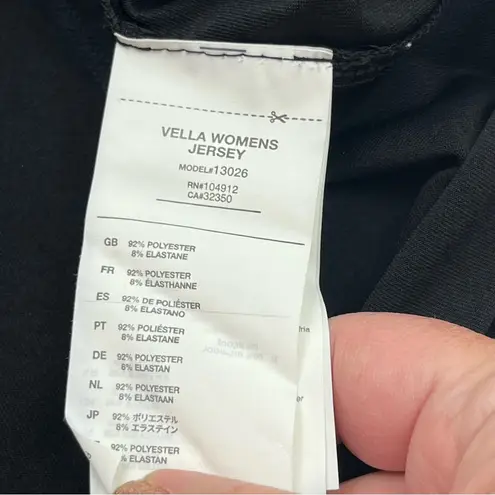 VELLA WOMENS
JERSEY
MODEL#13026
RN#104912
CA#32350
GB 92% POLYESTER
8% ELASTANE
FR 92% POLYESTER
8% ÉLASTHANNE
ES 92% DE POLIÉSTER
8% ELASTANO
PT 92% POLIÉSTER
8% ELASTANE
DE 92% POLYESTER
8% ELASTAN
NL 92% POLYESTER
8% ELASTAAN
JP 92% ポリエステル
8% エラステイン
92% POLYESTER
% ELASTAN